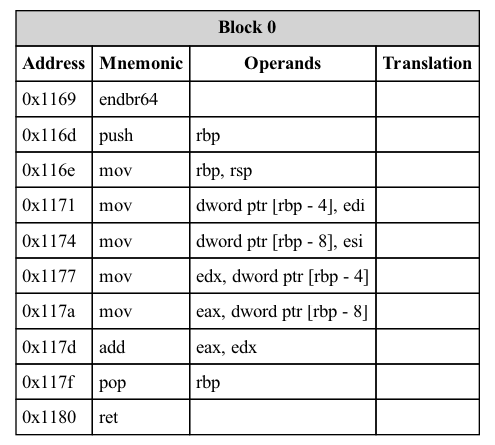 Block 0
Address Mnemonic Operands Translation
0x1169 endbr64
0x116d push rbp
0x116e mov rbp, rsp
0x1171 mov dword ptr [rbp - 4], edi
0x1174 mov dword ptr [rbp - 8], esi
0x1177 mov edx, dword ptr [rbp - 4]
0x117a mov eax, dword ptr [rbp - 8]
0x117d add eax, edx
0x117f pop rbp
0x1180 ret